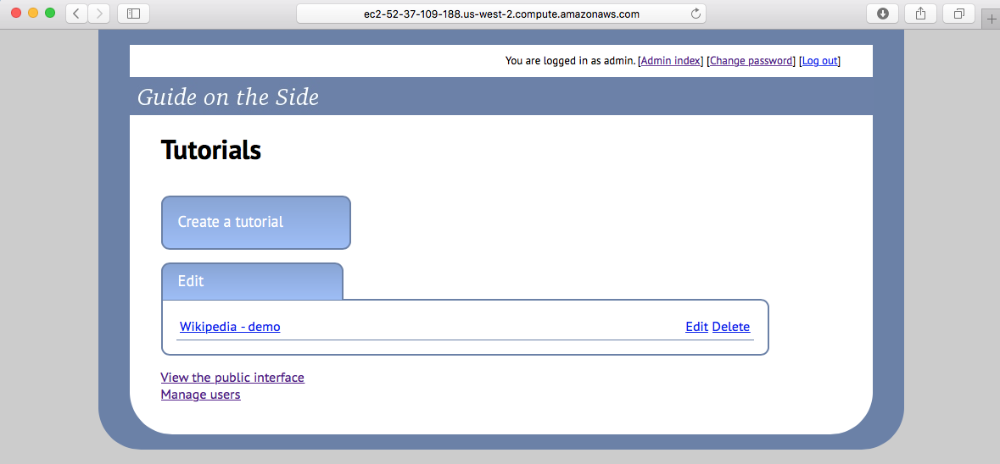 ec2-52-37-109-188.us-west-2.compute.amazonaws.com
You are logged in as admin. [Admin index] [Change password] [Log out]
Guide on the Side
Tutorials
Create a tutorial
Edit
Wikipedia - demo Edit Delete
View the public interface
Manage users